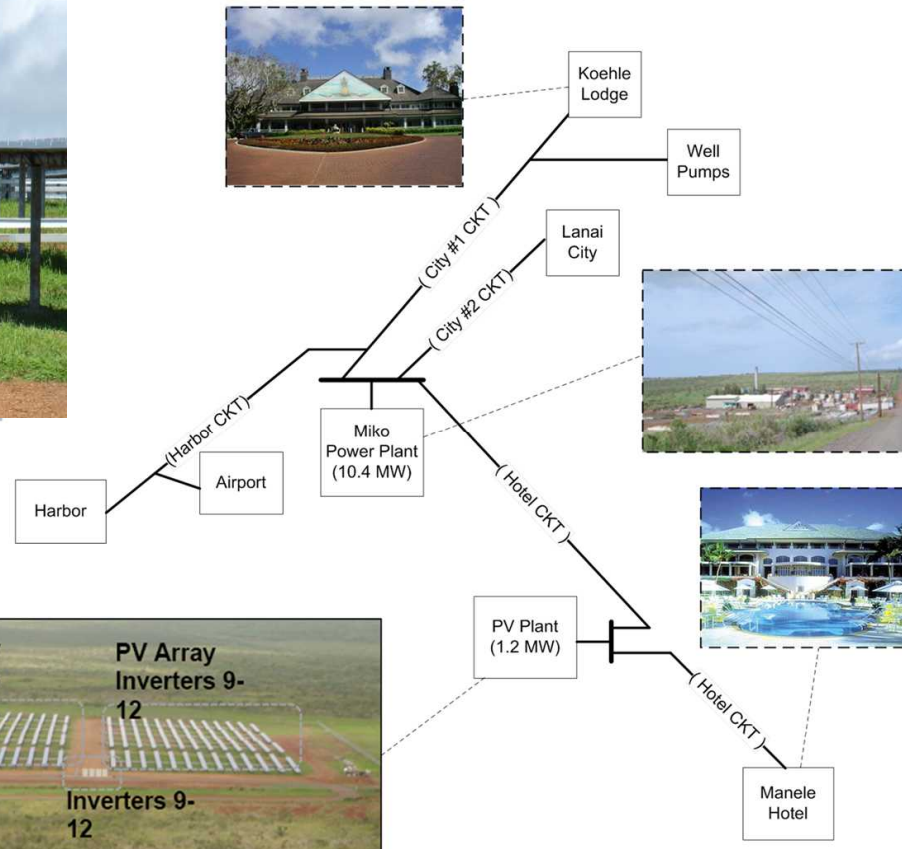 Koehle
Lodge
Well
Pumps
( City #1 CKT )
Lanai
City
( City #2 CKT)
(Harbor CKT)
Miko
Power Plant
(10.4 MW)
Airport
Harbor
( Hotel CKT )
PV Plant
(1.2 MW)
PV Array
Inverters 9-
12
( Hotel CKT )
Inverters 9-
12
Manele
Hotel